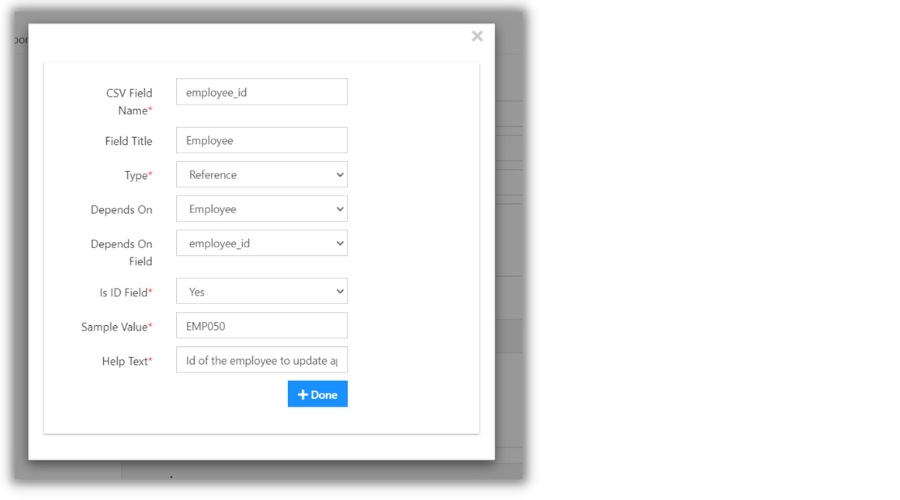 CSV Field employee_id
Name*
Field Title Employee
Type* Reference
Depends On Employee
Depends On employee_id
Field
Is ID Field* Yes
Sample Value* EMP050
Help Text* Id of the employee to update
Done